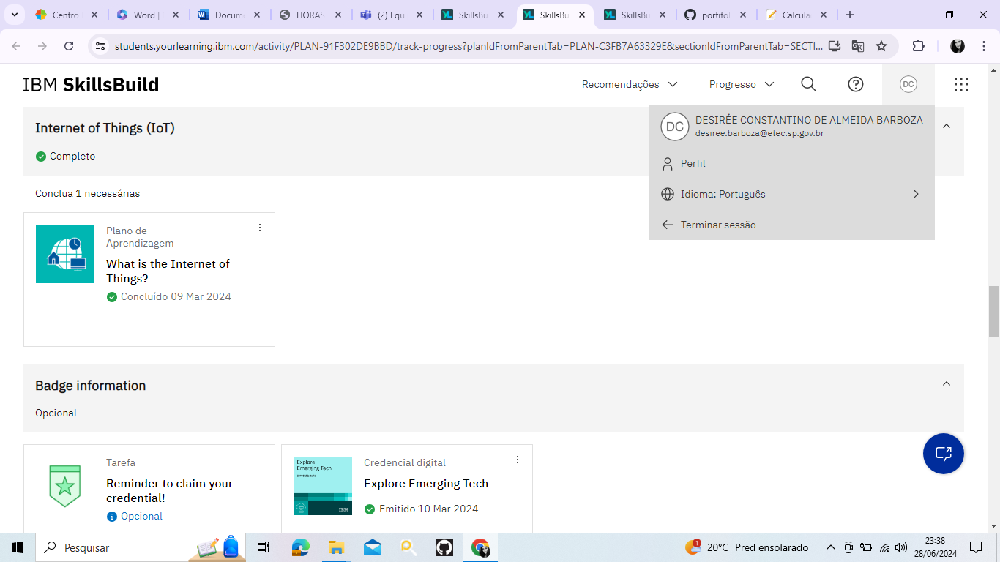 Centro
Word |
Docum
HORAS
(2) Equi
SkillsBu
SkillsBu
SkillsBu
portifol
Calcula
students.yourlearning.ibm.com/activity/PLAN-91F302DE9BBD/track-progress?planIdFromParentTab=PLAN-C3FB7A63329E&sectionIdFromParentTab=SECTI...
IBM SkillsBuild
Recomendações
Progresso
DC
Internet of Things (IoT)
Completo
DC
DESIRÉE CONSTANTINO DE ALMEIDA BARBOZA
desiree.barboza@etec.sp.gov.br
Perfil
Idioma: Português
Terminar sessão
Conclua 1 necessárias
Plano de
Aprendizagem
What is the Internet of
Things?
Concluído 09 Mar 2024
Badge information
Opcional
Tarefa
Reminder to claim your
credential!
Opcional
Explore
Emerging Tech
IBM SkillsBuild
IBM
Credencial digital
Explore Emerging Tech
Emitido 10 Mar 2024
Pesquisar
1
20°C Pred ensolarado
23:38
28/06/2024